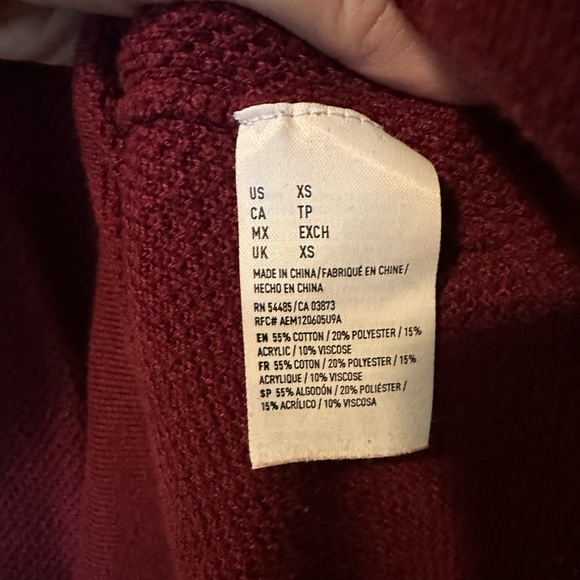 US XS
CA TP
MX EXCH
UK XS
MADE IN CHINA/FABRIQUÉ EN CHINE/
HECHO EN CHINA
RN 54485/CA 03873
RFC# AEM120605U9A
EN 55% COTTON / 20% POLYESTER / 15%
ACRYLIC / 10% VISCOSE
FR 55% COTON / 20% POLYESTER / 15%
ACRYLIQUE / 10% VISCOSE
SP 55% ALGODÓN / 20% POLIÉSTER /
15% ACRÍLICO / 10% VISCOSA